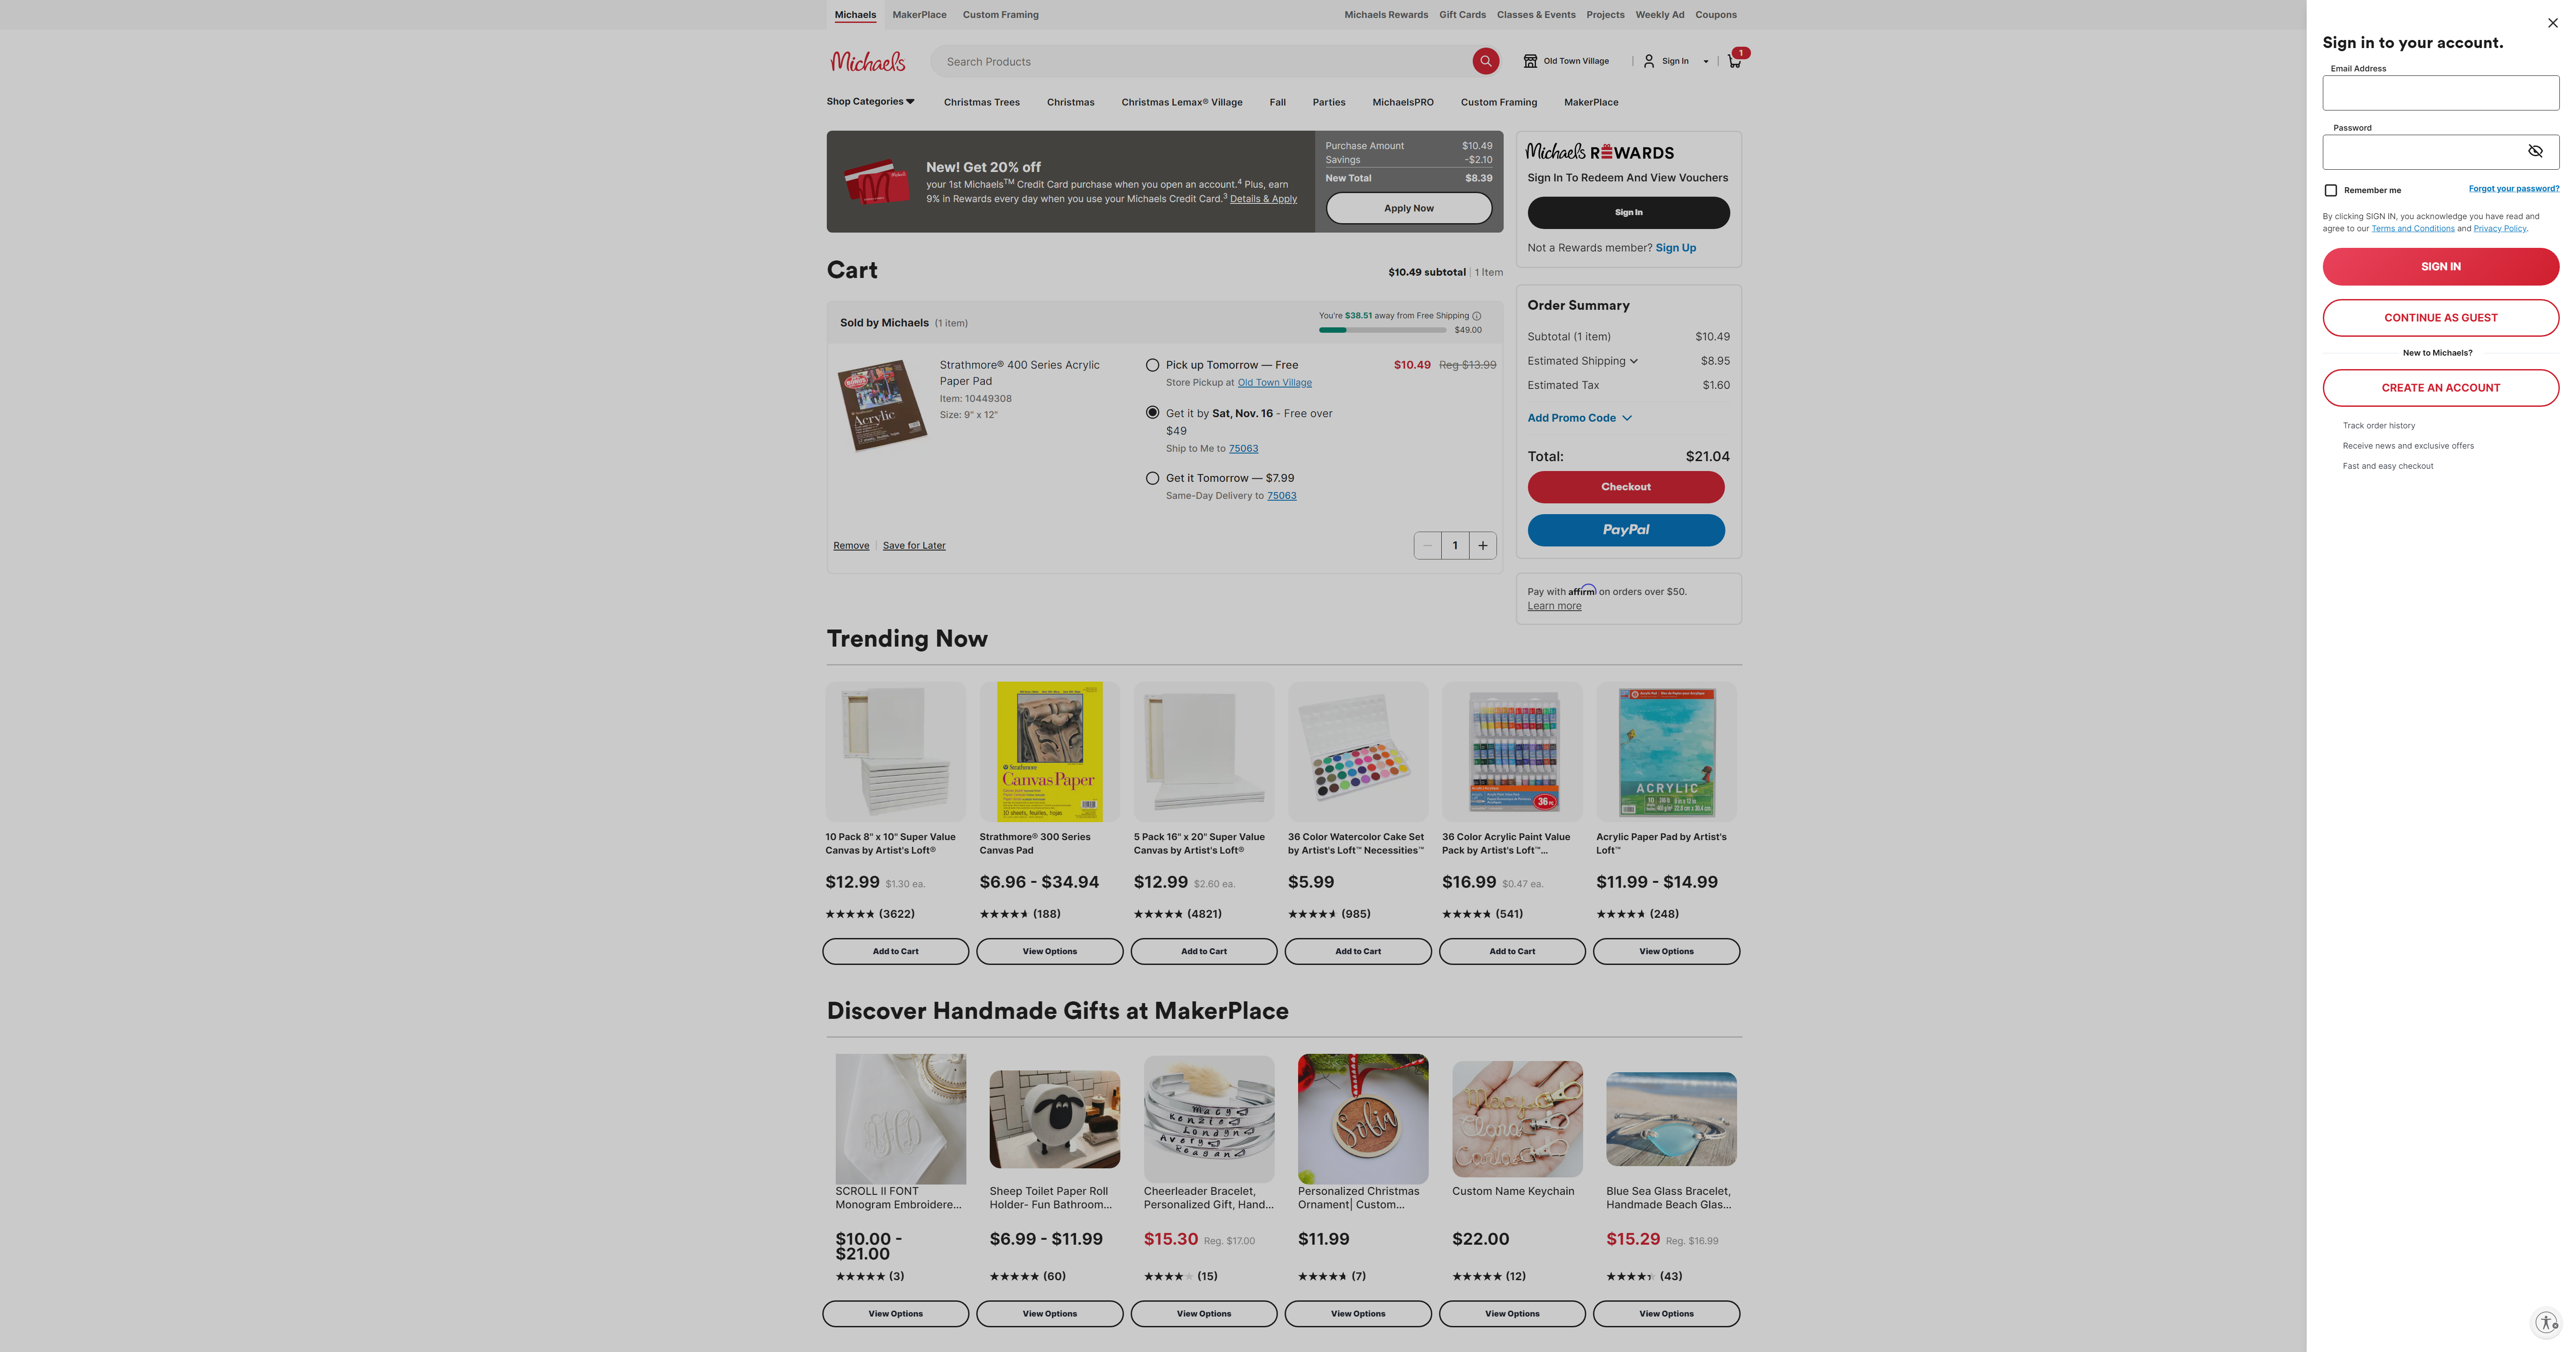 Michaels
MakerPlace
Custom Framing
Michaels Rewards
Gift Cards
Classes & Events
Projects
Weekly Ad
Coupons
Michaels
Search Products
Old Town Village
Sign In
1
Shop Categories
Christmas Trees
Christmas
Christmas Lemax® Village
Fall
Parties
MichaelsPRO
Custom Framing
MakerPlace
New! Get 20% off
your 1st Michaels™ Credit Card purchase when you open an account.⁴ Plus, earn
9% in Rewards every day when you use your Michaels Credit Card.³ Details & Apply
Purchase Amount $10.49
Savings -$2.10
New Total $8.39
Apply Now
Michaels REWARDS
Sign In To Redeem And View Vouchers
Sign In
Not a Rewards member? Sign Up
Cart
$10.49 subtotal | 1 Item
Sold by Michaels (1 item)
You're $38.51 away from Free Shipping
$49.00
Strathmore® 400 Series Acrylic
Paper Pad
Item: 10449308
Size: 9" x 12"
Acrylic
Pick up Tomorrow — Free
Store Pickup at Old Town Village
Get it by Sat, Nov. 16 - Free over
$49
Ship to Me to 75063
Get it Tomorrow — $7.99
Same-Day Delivery to 75063
$10.49 Reg $13.99
Remove | Save for Later
1
Order Summary
Subtotal (1 item) $10.49
Estimated Shipping $8.95
Estimated Tax $1.60
Add Promo Code
Total: $21.04
Checkout
PayPal
Pay with affirm on orders over $50.
Learn more
Trending Now
Strathmore
Canvas Paper
36
ACRYLIC
10 Pack 8" x 10" Super Value
Canvas by Artist's Loft®
$12.99 $1.30 ea.
(3622)
Add to Cart
Strathmore® 300 Series
Canvas Pad
$6.96 - $34.94
(188)
View Options
5 Pack 16" x 20" Super Value
Canvas by Artist's Loft®
$12.99 $2.60 ea.
(4821)
Add to Cart
36 Color Watercolor Cake Set
by Artist's Loft™ Necessities™
$5.99
(985)
Add to Cart
36 Color Acrylic Paint Value
Pack by Artist's Loft™...
$16.99 $0.47 ea.
(541)
Add to Cart
Acrylic Paper Pad by Artist's
Loft™
$11.99 - $14.99
(248)
View Options
Discover Handmade Gifts at MakerPlace
Macy
Kenzie
Londyn
Avery
Reagan
Sofia
SCROLL II FONT
Monogram Embroidere...
$10.00 -
$21.00
(3)
View Options
Sheep Toilet Paper Roll
Holder- Fun Bathroom...
$6.99 - $11.99
(60)
View Options
Cheerleader Bracelet,
Personalized Gift, Hand...
$15.30 Reg. $17.00
(15)
View Options
Personalized Christmas
Ornament| Custom...
$11.99
(7)
View Options
Custom Name Keychain
$22.00
(12)
View Options
Blue Sea Glass Bracelet,
Handmade Beach Glas...
$15.29 Reg. $16.99
(43)
View Options
Sign in to your account.
Email Address
Password
Remember me
Forgot your password?
By clicking SIGN IN, you acknowledge you have read and
agree to our Terms and Conditions and Privacy Policy.
SIGN IN
CONTINUE AS GUEST
New to Michaels?
CREATE AN ACCOUNT
Track order history
Receive news and exclusive offers
Fast and easy checkout